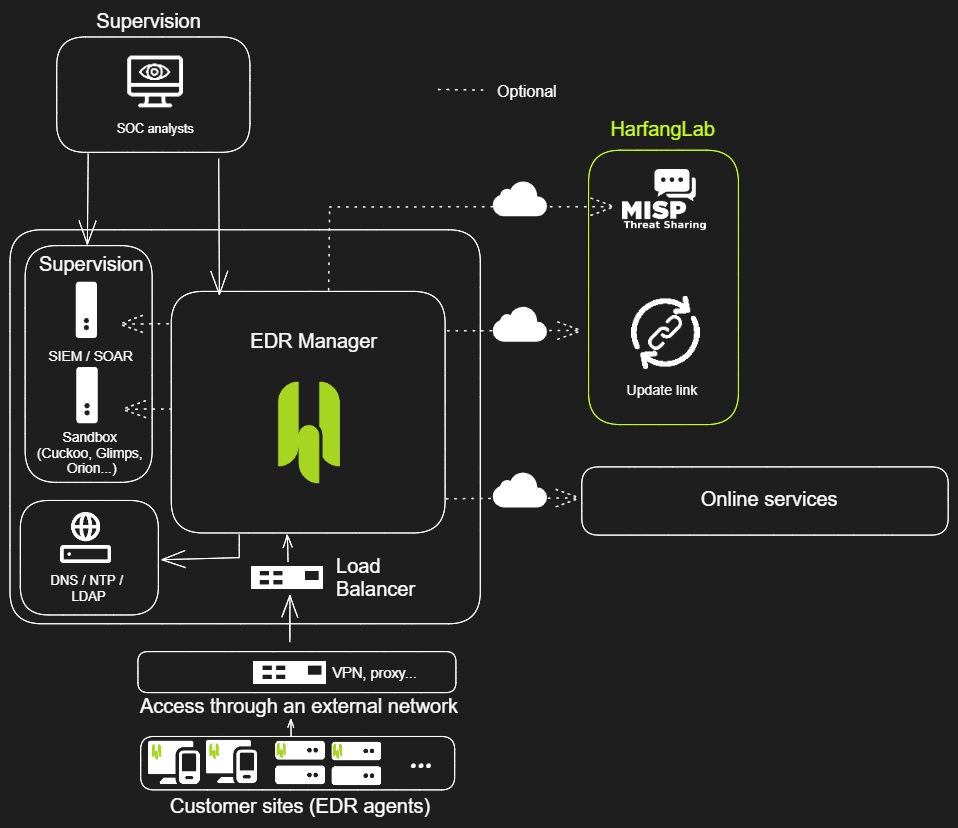 Supervision
SOC analysts
Optional
HarfangLab
MISP
Threat Sharing
Supervision
SIEM / SOAR
EDR Manager
Update link
Sandbox
(Cuckoo, Glimps,
Orion...)
Online services
DNS / NTP /
LDAP
Load
Balancer
VPN, proxy...
Access through an external network
...
Customer sites (EDR agents)